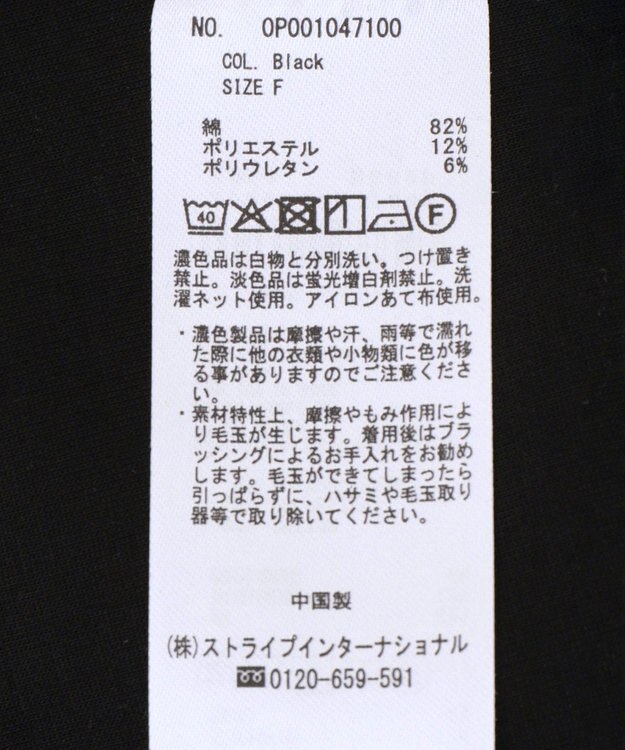 NO. 0P001047100
COL. Black
SIZE F
綿 82%
ポリエステル 12%
ポリウレタン 6%
40 F
濃色品は白物と分別洗い。つけ置き
禁止。淡色品は蛍光増白剤禁止。洗
濯ネット使用。アイロンあて布使用。
・濃色製品は摩擦や汗、雨等で濡れ
た際に他の衣類や小物類に色が移
る事がありますのでご注意くださ
い。
・素材特性上、摩擦やもみ作用によ
り毛玉が生じます。着用後はブラ
ッシングによるお手入れをお勧め
します。毛玉ができてしまったら
引っぱらずに、ハサミや毛玉取り
器等で取り除いてください。
中国製
(株)ストライプインターナショナル
0120-659-591